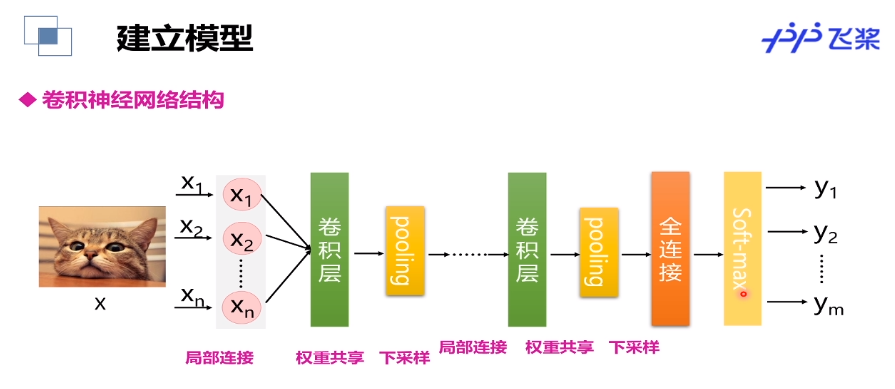 建立模型
飞桨
◆ 卷积神经网络结构
x1
x2
xn
x1
x2
xn
x
卷积层
pooling
卷积层
pooling
全连接
Soft-max
y1
y2
ym
局部连接 权重共享 下采样 局部连接 权重共享 下采样